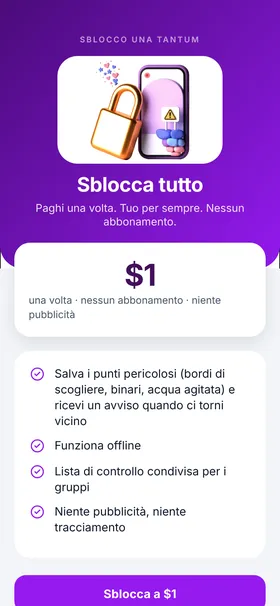 SBLOCCO UNA TANTUM
Sblocca tutto
Paghi una volta. Tuo per sempre. Nessun
abbonamento.
$1
una volta · nessun abbonamento · niente
pubblicità
Salva i punti pericolosi (bordi di
scogliere, binari, acqua agitata) e
ricevi un avviso quando ci torni
vicino
Funziona offline
Lista di controllo condivisa per i
gruppi
Niente pubblicità, niente
tracciamento
Sblocca a $1